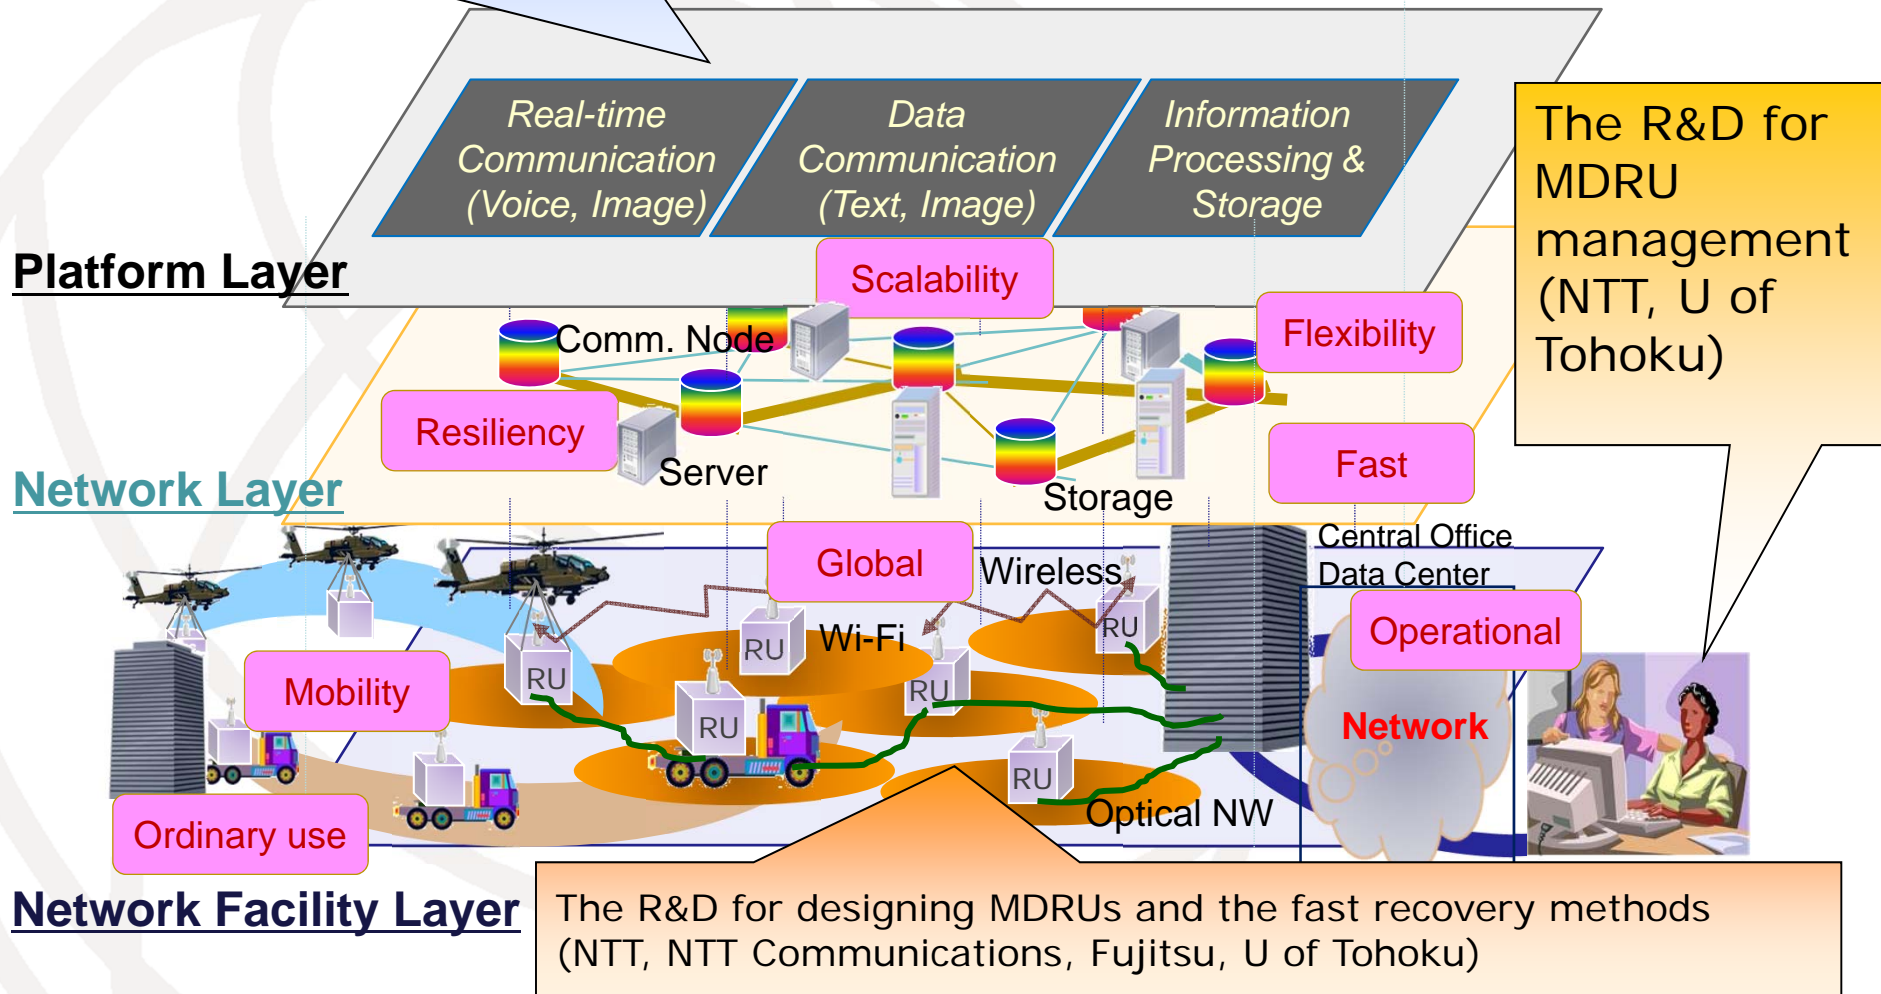 Real-time
Communication
(Voice, Image)
Data
Communication
(Text, Image)
Information
Processing &
Storage
The R&D for
MDRU
management
(NTT, U of
Tohoku)
Platform Layer
Scalability
Comm. Node
Flexibility
Resiliency
Server
Fast
Storage
Network Layer
Global
Wireless
Central Office
Data Center
Wi-Fi
Operational
RU
RU
RU
RU
RU
RU
Mobility
Network
Optical NW
Ordinary use
Network Facility Layer
The R&D for designing MDRUs and the fast recovery methods
(NTT, NTT Communications, Fujitsu, U of Tohoku)